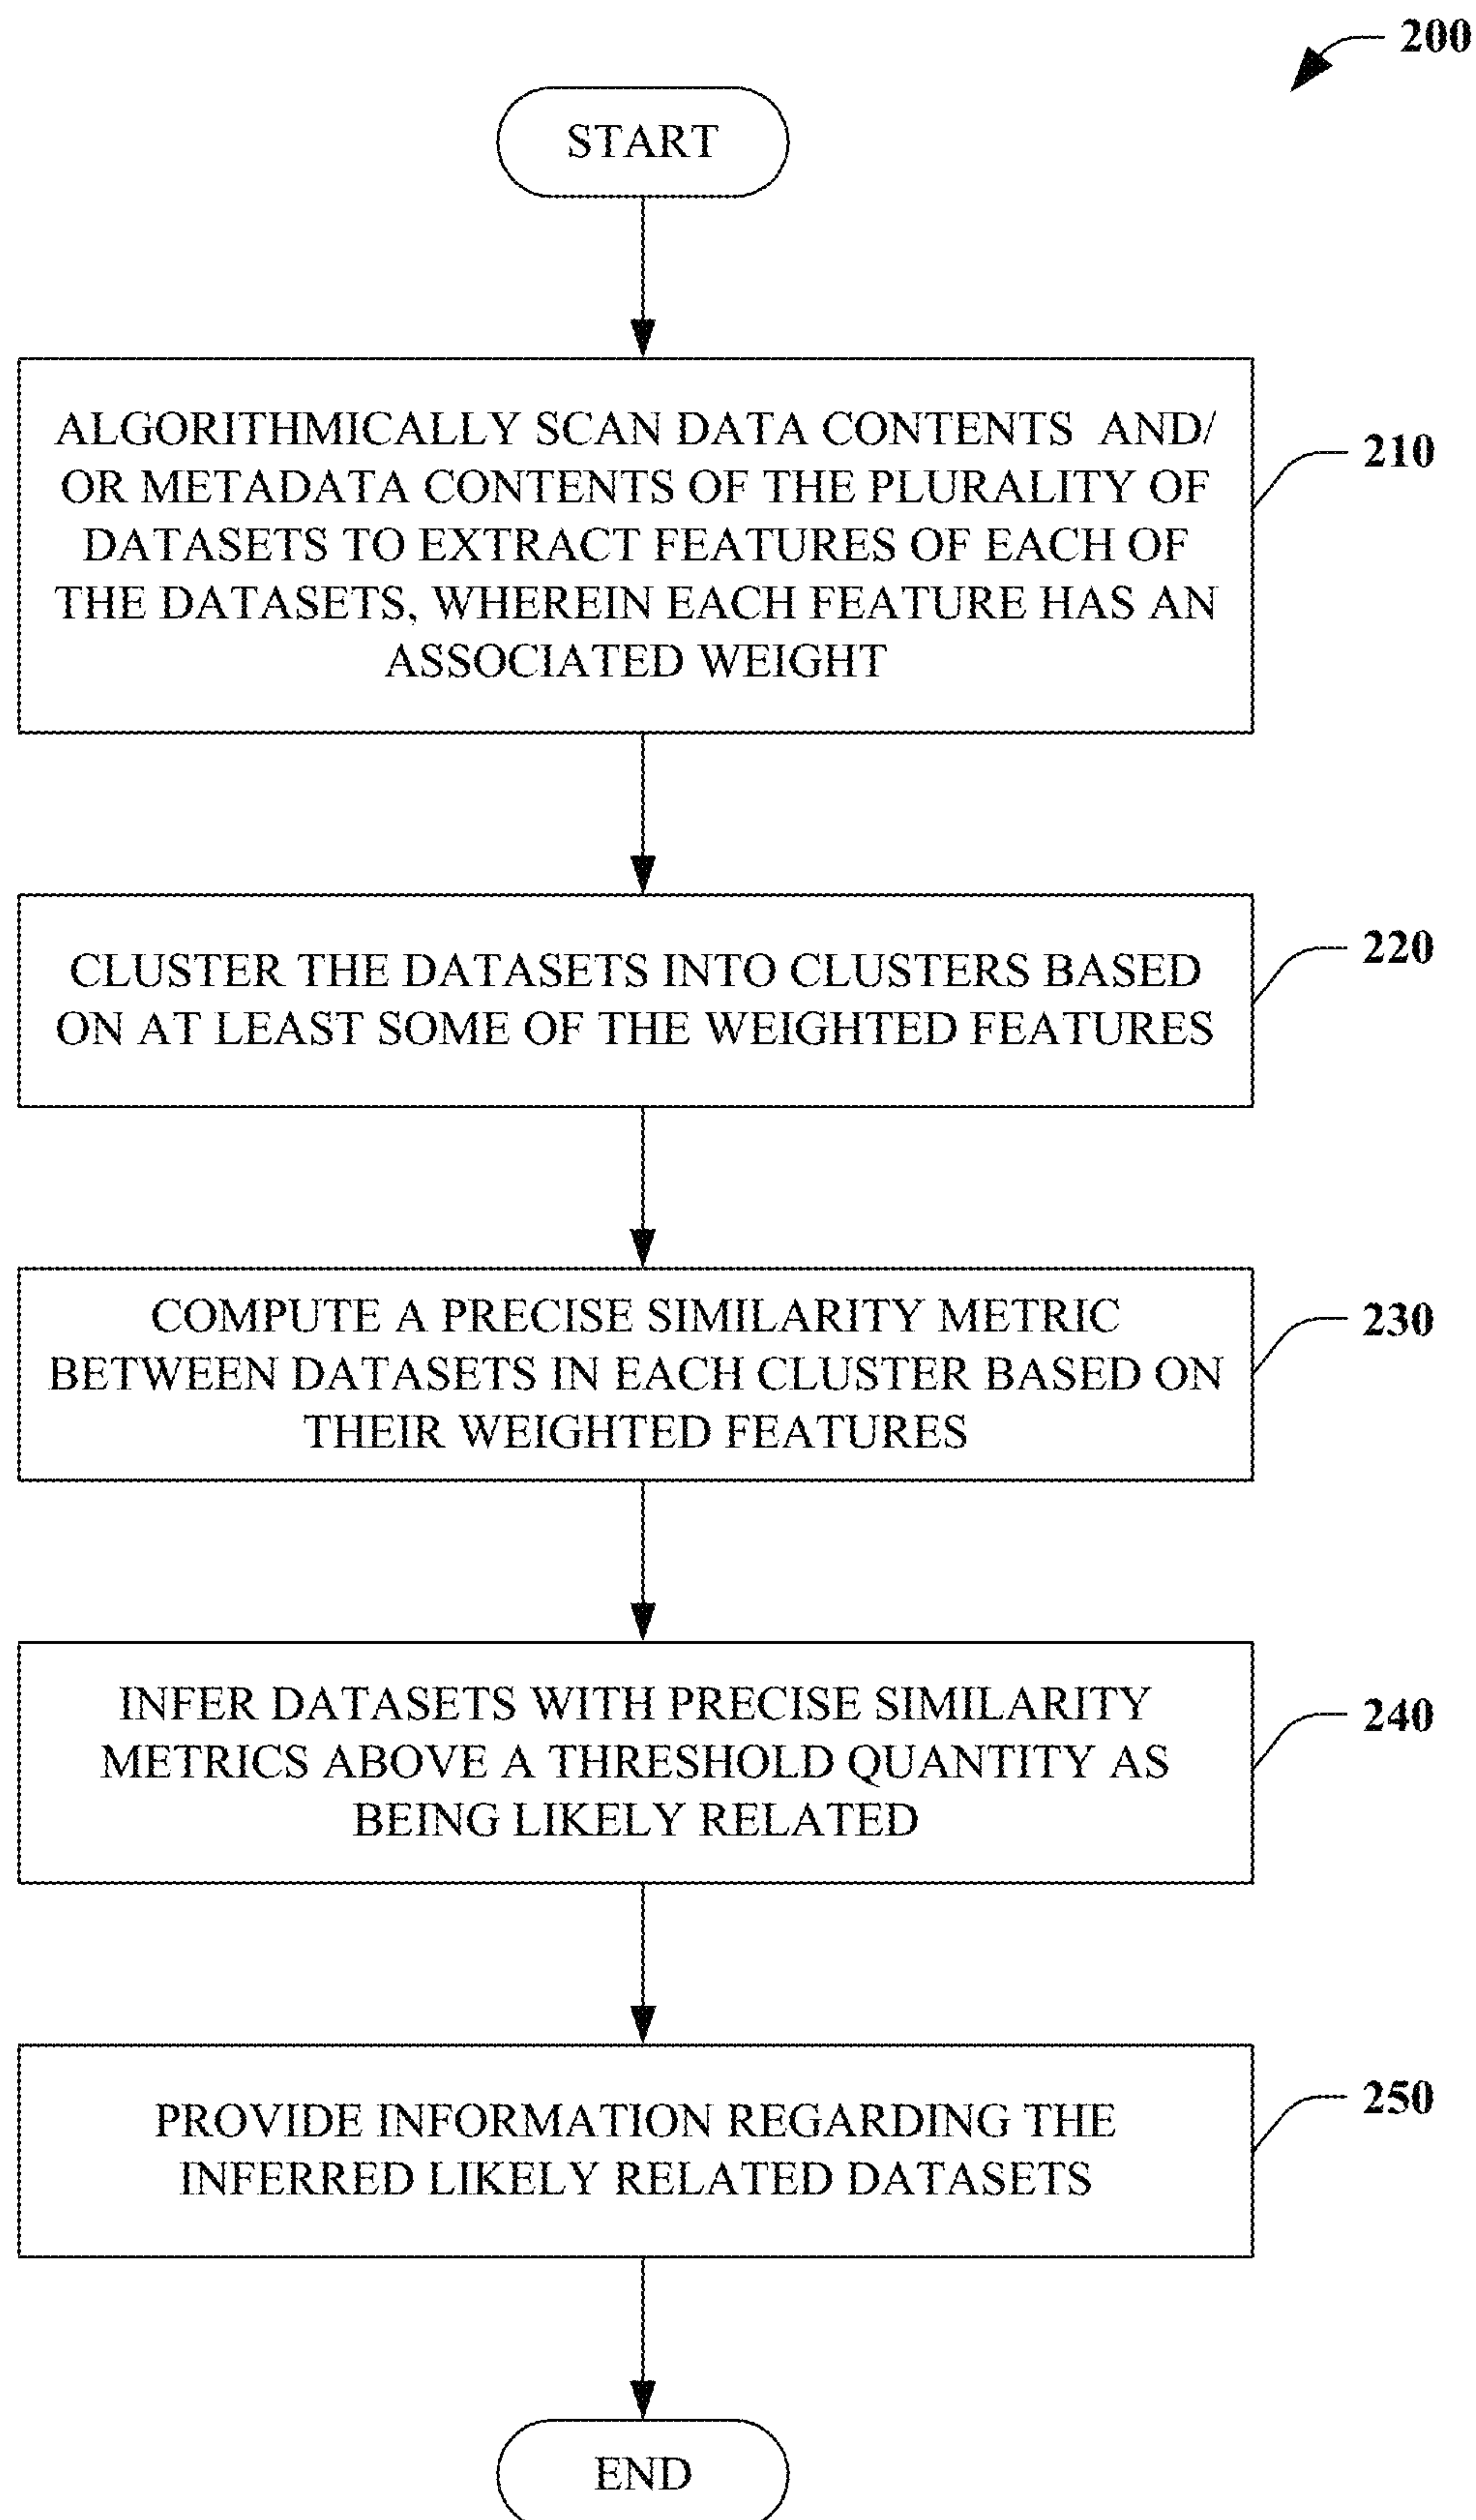 200
START
ALGORITHMICALLY SCAN DATA CONTENTS AND/
OR METADATA CONTENTS OF THE PLURALITY OF
DATASETS TO EXTRACT FEATURES OF EACH OF
THE DATASETS, WHEREIN EACH FEATURE HAS AN
ASSOCIATED WEIGHT
210
CLUSTER THE DATASETS INTO CLUSTERS BASED
ON AT LEAST SOME OF THE WEIGHTED FEATURES
220
COMPUTE A PRECISE SIMILARITY METRIC
BETWEEN DATASETS IN EACH CLUSTER BASED ON
THEIR WEIGHTED FEATURES
230
INFER DATASETS WITH PRECISE SIMILARITY
METRICS ABOVE A THRESHOLD QUANTITY AS
BEING LIKELY RELATED
240
PROVIDE INFORMATION REGARDING THE
INFERRED LIKELY RELATED DATASETS
250
END